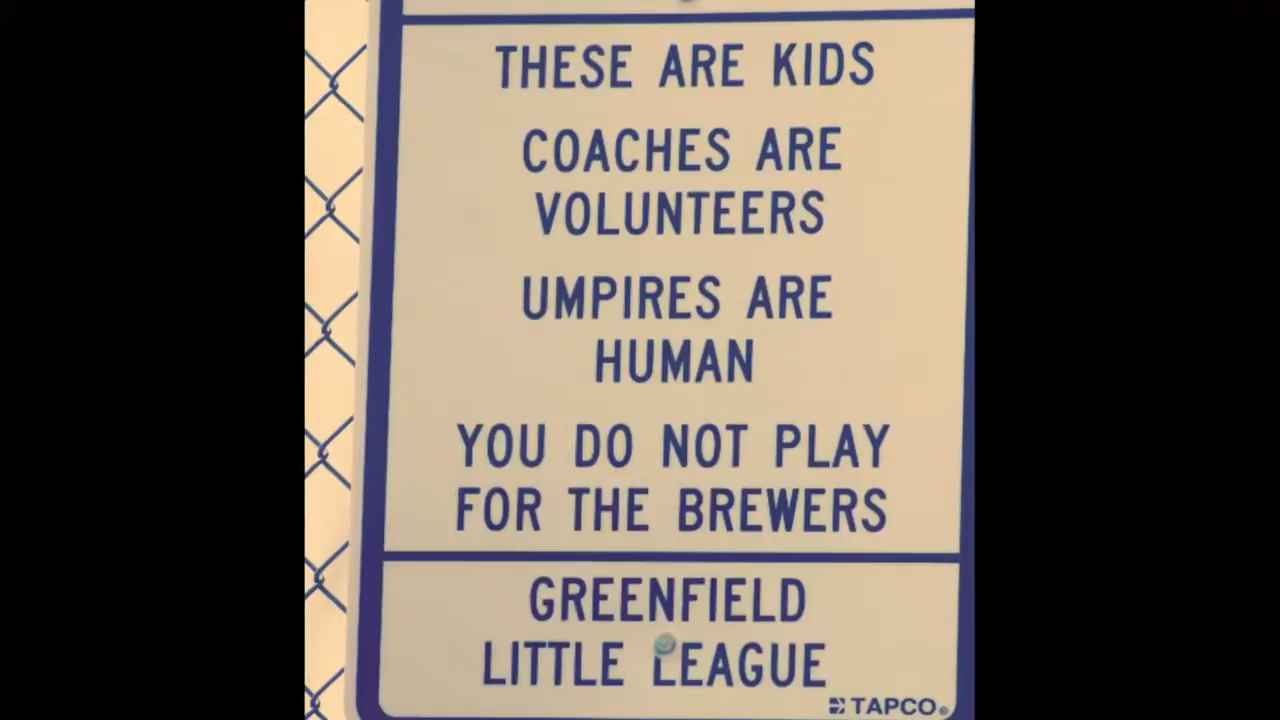 THESE ARE KIDS
COACHES ARE
VOLUNTEERS
UMPIRES ARE
HUMAN
YOU DO NOT PLAY
FOR THE BREWERS
GREENFIELD
LITTLE LEAGUE
TAPCO®